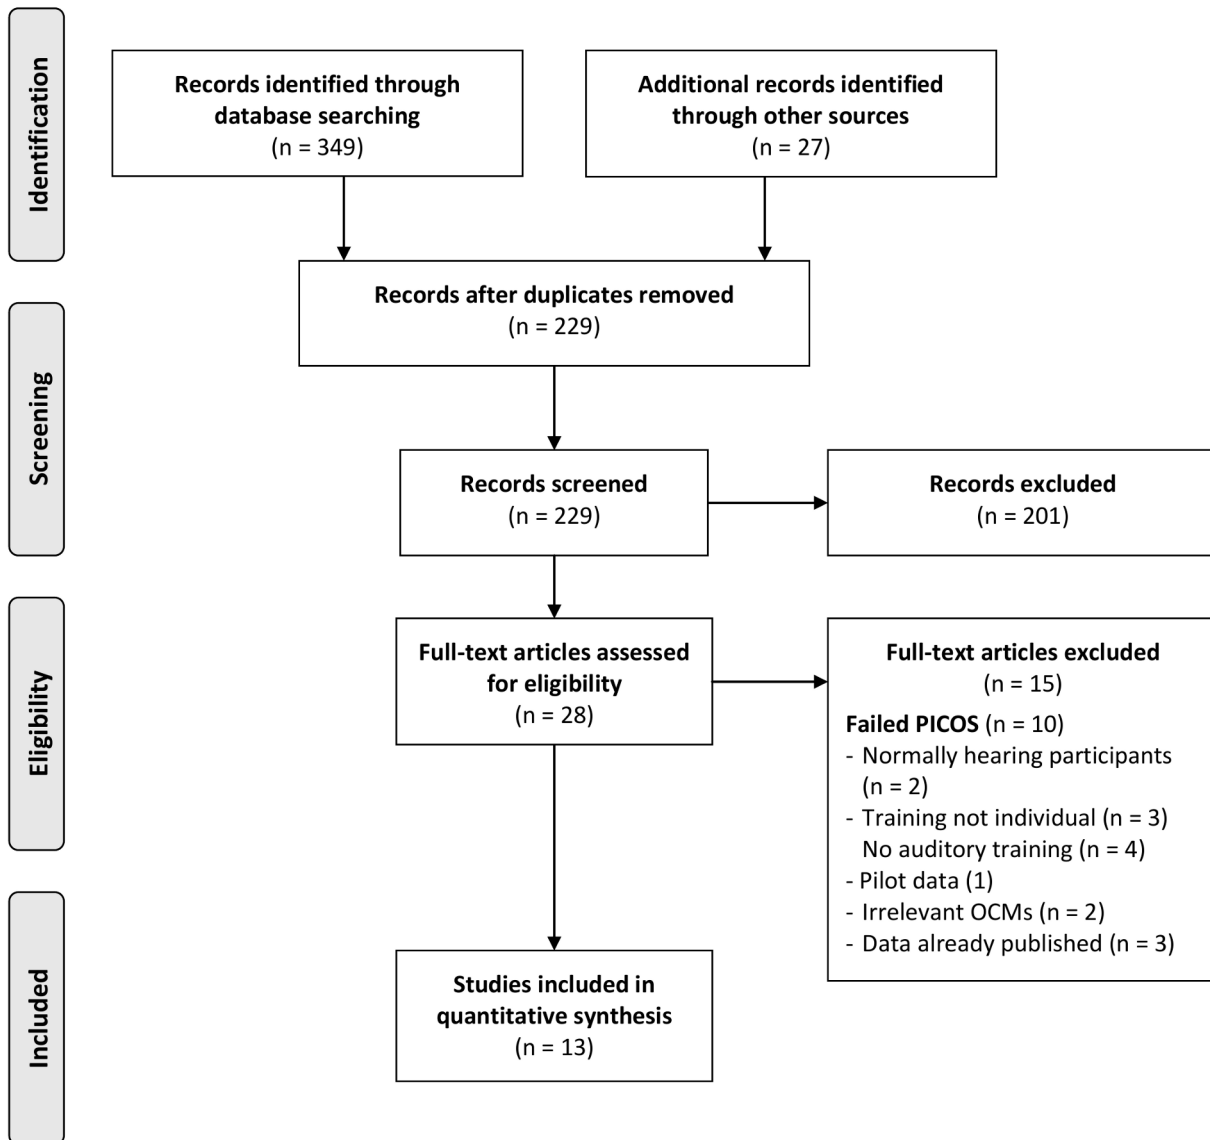 Identification
Records identified through
database searching
(n = 349)
Additional records identified
through other sources
(n = 27)
Records after duplicates removed
(n = 229)
Screening
Records screened
(n = 229)
Records excluded
(n = 201)
Eligibility
Full-text articles assessed
for eligibility
(n = 28)
Full-text articles excluded
(n = 15)
Failed PICOS (n = 10)
- Normally hearing participants
(n = 2)
- Training not individual (n = 3)
No auditory training (n = 4)
- Pilot data (1)
- Irrelevant OCMs (n = 2)
- Data already published (n = 3)
Included
Studies included in
quantitative synthesis
(n = 13)